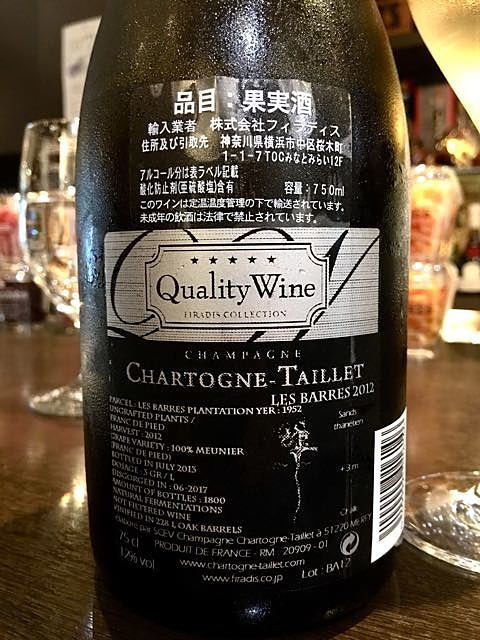 品目：果実酒
輸入業者　株式会社フィラディス
住所及び引取先　神奈川県横浜市中区桜木町
1-1-7TOCみなとみらい12F
アルコール分は表ラベル記載
酸化防止剤(亜硫酸塩)含有　容量：750ml
このワインは定温温度管理の下で輸送されています。
未成年の飲酒は法律で禁止されています。
★★★★★
Quality Wine
FIRADIS COLLECTION
CHAMPAGNE
CHARTOGNE-TAILLET
LES BARRES 2012
PARCEL: LES BARRES PLANTATION YER : 1952
UNGRAFTED PLANTS /
FRANC DE PIED
HARVEST : 2012
GRAPE VARIETY : 100% MEUNIER
(FRANC DE PIED)
BOTTLED IN JULY 2013
DOSAGE : 3 GR / L
DISGORGED IN : 06-2017
AMOUNT OF BOTTLES : 1800
NATURAL FERMENTATIONS
NOT FILTERED WINE
VINIFIED IN 228 L OAK BARRELS
Sands
thanetien
+ 3 m
Chalk
élaboré par SCEV Champagne Chartogne-Taillet à 51220 MERFY
75 cl PRODUIT DE FRANCE - RM 20909 - 01
12% vol www.chartogne-taillet.com
www.firadis.co.jp Lot : BA12